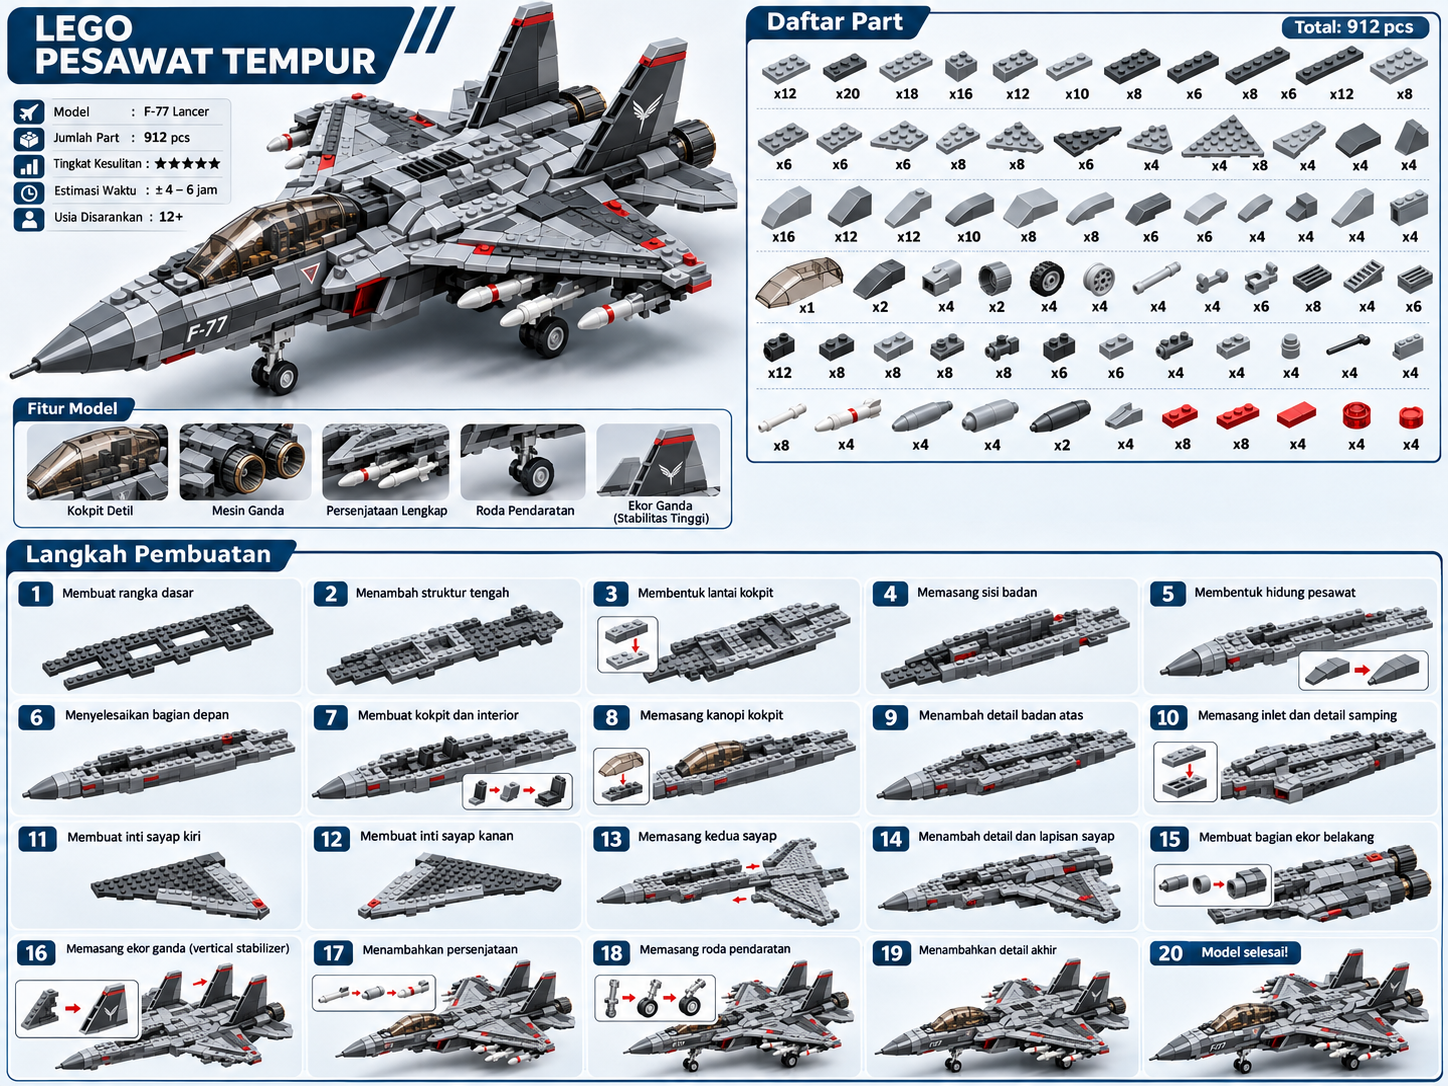 LEGO
PESAWAT TEMPUR
Model : F-77 Lancer
Jumlah Part : 912 pcs
Tingkat Kesulitan : ★★★★★
Estimasi Waktu : ± 4 – 6 jam
Usia Disarankan : 12+
F-77
Fitur Model
Kokpit Detil
Mesin Ganda
Persenjataan Lengkap
Roda Pendaratan
Ekor Ganda
(Stabilitas Tinggi)
Daftar Part
Total: 912 pcs
x12 x20 x18 x16 x12 x10 x8 x6 x8 x6 x12 x8
x6 x6 x6 x8 x8 x6 x4 x4 x8 x4 x4 x4
x16 x12 x12 x10 x8 x8 x6 x6 x4 x4 x4 x4
x1 x2 x4 x2 x4 x4 x4 x4 x6 x8 x4 x6
x12 x8 x8 x8 x8 x6 x6 x4 x4 x4 x4 x4
x8 x4 x4 x4 x2 x4 x8 x8 x4 x4 x4
Langkah Pembuatan
1 Membuat rangka dasar
2 Menambah struktur tengah
3 Membentuk lantai kokpit
4 Memasang sisi badan
5 Membentuk hidung pesawat
6 Menyelesaikan bagian depan
7 Membuat kokpit dan interior
8 Memasang kanopi kokpit
9 Menambah detail badan atas
10 Memasang inlet dan detail samping
11 Membuat inti sayap kiri
12 Membuat inti sayap kanan
13 Memasang kedua sayap
14 Menambah detail dan lapisan sayap
15 Membuat bagian ekor belakang
16 Memasang ekor ganda (vertical stabilizer)
17 Menambahkan persenjataan
18 Memasang roda pendaratan
19 Menambahkan detail akhir
20 Model selesai!
F-77